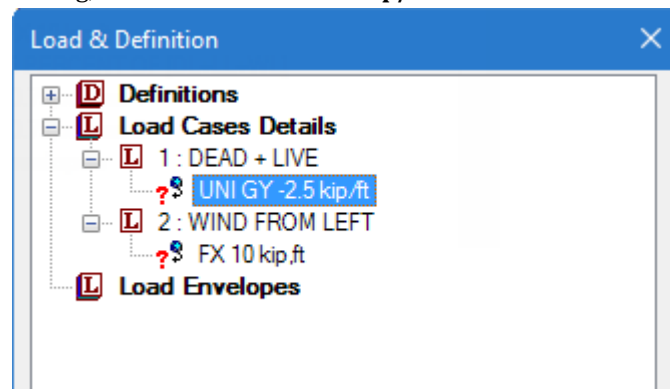 Load & Definition
D Definitions
L Load Cases Details
L 1 : DEAD + LIVE
? UNI GY -2.5 kip/ft
L 2 : WIND FROM LEFT
? FX 10 kip,ft
L Load Envelopes